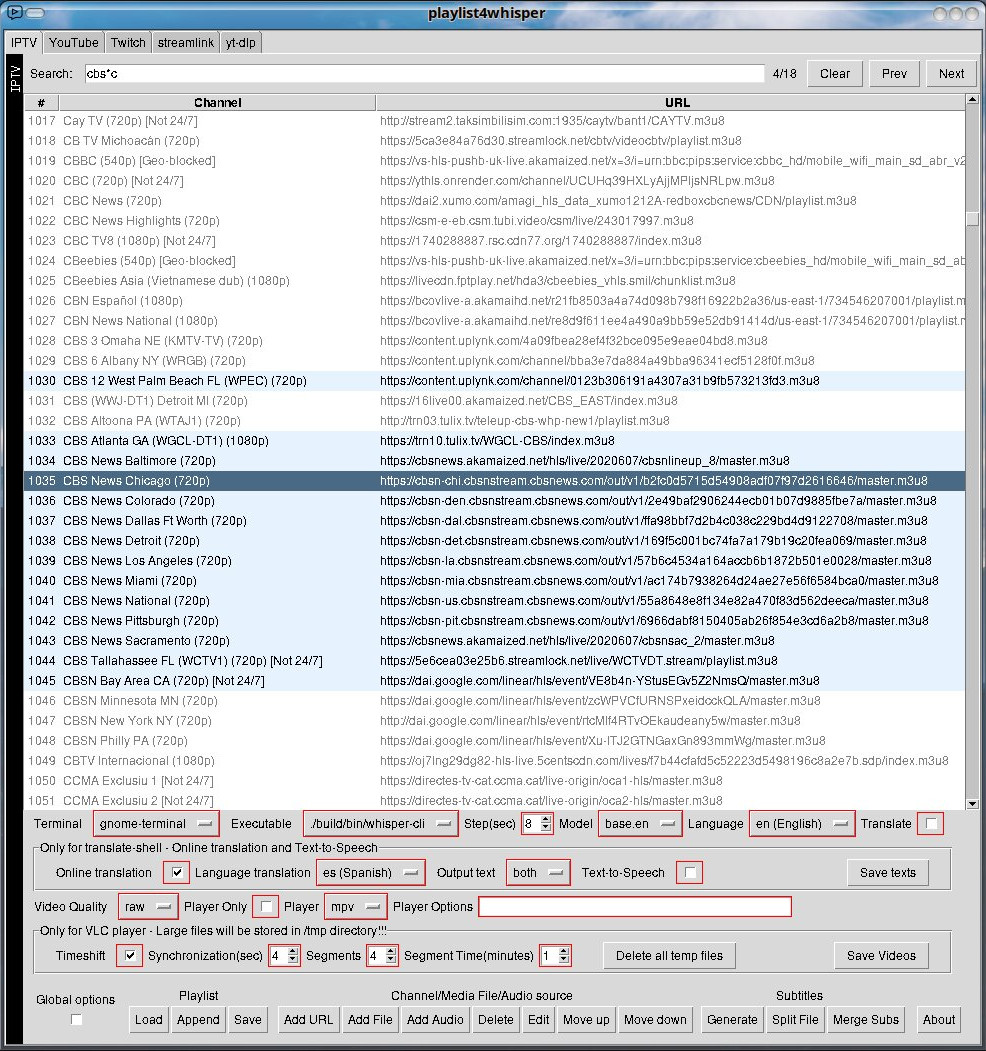 playlist4whisper
IPTV YouTube Twitch streamlink yt-dlp
IPTV
Search: cbs*c 4/18 Clear Prev Next
# Channel URL
1017 Cay TV (720p) [Not 24/7] http://stream2.taksimbilisim.com:1935/caytv/bant1/CAYTV.m3u8
1018 CB TV Michoacán (720p) https://5ca3e84a76d30.streamlock.net/cbtv/videocbtv/playlist.m3u8
1019 CBBC (540p) [Geo-blocked] https://vs-hls-pushb-uk-live.akamaized.net/x=3/i=urn:bbc:pips:service:cbbc_hd/mobile_wifi_main_sd_abr_v2
1020 CBC (720p) [Not 24/7] https://ythls.onrender.com/channel/UCUHq39HXLyAjjMPljsNRLpw.m3u8
1021 CBC News (720p) https://dai2.xumo.com/amagi_hls_data_xumo1212A-redboxcbcnews/CDN/playlist.m3u8
1022 CBC News Highlights (720p) https://csm-e-eb.csm.tubi.video/csm/live/243017997.m3u8
1023 CBC TV8 (1080p) [Not 24/7] https://1740288887.rsc.cdn77.org/1740288887/index.m3u8
1024 CBeebies (540p) [Geo-blocked] https://vs-hls-pushb-uk-live.akamaized.net/x=3/i=urn:bbc:pips:service:cbeebies_hd/mobile_wifi_main_sd_ab
1025 CBeebies Asia (Vietnamese dub) (1080p) https://livecdn.fptplay.net/hda3/cbeebies_vhls.smil/chunklist.m3u8
1026 CBN Español (1080p) https://bcovlive-a.akamaihd.net/r21fb8503a4a74d098b798f16922b2a36/us-east-1/734546207001/playlist.m
1027 CBN News National (1080p) https://bcovlive-a.akamaihd.net/re8d9f611ee4a490a9bb59e52db91414d/us-east-1/734546207001/playlist.r
1028 CBS 3 Omaha NE (KMTV-TV) (720p) https://content.uplynk.com/4a09fbea28ef4f32bce095e9eae04bd8.m3u8
1029 CBS 6 Albany NY (WRGB) (720p) https://content.uplynk.com/channel/bba3e7da884a49bba96341ecf5128f0f.m3u8
1030 CBS 12 West Palm Beach FL (WPEC) (720p) https://content.uplynk.com/channel/0123b306191a4307a31b9fb573213fd3.m3u8
1031 CBS (WWJ-DT1) Detroit MI (720p) https://16live00.akamaized.net/CBS_EAST/index.m3u8
1032 CBS Altoona PA (WTAJ1) (720p) http://trn03.tulix.tv/teleup-cbs-whp-new1/playlist.m3u8
1033 CBS Atlanta GA (WGCL-DT1) (1080p) https://trn10.tulix.tv/WGCL-CBS/index.m3u8
1034 CBS News Baltimore (720p) https://cbsnews.akamaized.net/hls/live/2020607/cbsnlineup_8/master.m3u8
1035 CBS News Chicago (720p) https://cbsn-chi.cbsnstream.cbsnews.com/out/v1/b2fc0d5715d54908adf07f97d2616646/master.m3u8
1036 CBS News Colorado (720p) https://cbsn-den.cbsnstream.cbsnews.com/out/v1/2e49baf2906244ecb01b07d9885fbe7a/master.m3u8
1037 CBS News Dallas Ft Worth (720p) https://cbsn-dal.cbsnstream.cbsnews.com/out/v1/ffa98bbf7d2b4c038c229bd4d9122708/master.m3u8
1038 CBS News Detroit (720p) https://cbsn-det.cbsnstream.cbsnews.com/out/v1/169f5c001bc74fa7a179b19c20fea069/master.m3u8
1039 CBS News Los Angeles (720p) https://cbsn-la.cbsnstream.cbsnews.com/out/v1/57b6c4534a164accb6b1872b501e0028/master.m3u8
1040 CBS News Miami (720p) https://cbsn-mia.cbsnstream.cbsnews.com/out/v1/ac174b7938264d24ae27e56f6584bca0/master.m3u8
1041 CBS News National (720p) https://cbsn-us.cbsnstream.cbsnews.com/out/v1/55a8648e8f134e82a470f83d562deeca/master.m3u8
1042 CBS News Pittsburgh (720p) https://cbsn-pit.cbsnstream.cbsnews.com/out/v1/6966dabf8150405ab26f854e3cd6a2b8/master.m3u8
1043 CBS News Sacramento (720p) https://cbsnews.akamaized.net/hls/live/2020607/cbsnsac_2/master.m3u8
1044 CBS Tallahassee FL (WCTV1) (720p) [Not 24/7] https://5e6cea03e25b6.streamlock.net/live/WCTVDT.stream/playlist.m3u8
1045 CBSN Bay Area CA (720p) [Not 24/7] https://dai.google.com/linear/hls/event/VE8b4n-YStusEGv5Z2NmsQ/master.m3u8
1046 CBSN Minnesota MN (720p) https://dai.google.com/linear/hls/event/zcWPVCfURNSPxeidcckQLA/master.m3u8
1047 CBSN New York NY (720p) http://dai.google.com/linear/hls/event/rtcMlf4RTvOEkaudeany5w/master.m3u8
1048 CBSN Philly PA (720p) https://dai.google.com/linear/hls/event/Xu-ITJ2GTNGaxGn893mmWg/master.m3u8
1049 CBTV Internacional (1080p) https://oj7lng29dg82-hls-live.5centscdn.com/lives/f7b44cfafd5c52223d5498196c8a2e7b.sdp/index.m3u8
1050 CCMA Exclusiu 1 [Not 24/7] https://directes-tv-cat.ccma.cat/live-origin/oca1-hls/master.m3u8
1051 CCMA Exclusiu 2 [Not 24/7] https://directes-tv-cat.ccma.cat/live-origin/oca2-hls/master.m3u8
Terminal gnome-terminal Executable ./build/bin/whisper-cli Step(sec) 8 Model base.en Language en (English) Translate
Only for translate-shell - Online translation and Text-to-Speech
Online translation Language translation es (Spanish) Output text both Text-to-Speech Save texts
Video Quality raw Player Only Player mpv Player Options
Only for VLC player - Large files will be stored in /tmp directory!!!
Timeshift Synchronization(sec) 4 Segments 4 Segment Time(minutes) 1 Delete all temp files Save Videos
Global options Playlist Channel/Media File/Audio source Subtitles
Load Append Save Add URL Add File Add Audio Delete Edit Move up Move down Generate Split File Merge Subs About